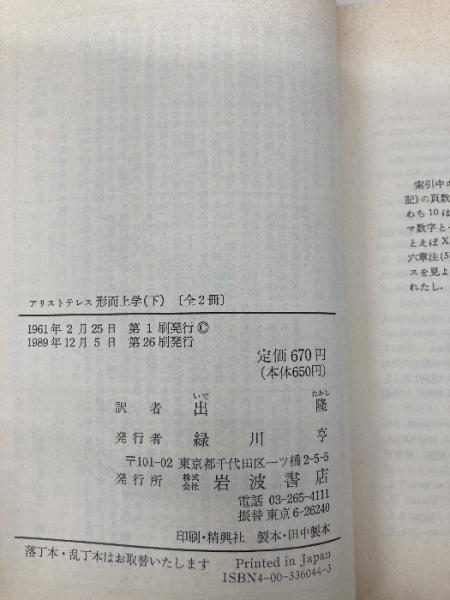 アリストテレス 形而上学(下) 〔全2冊〕
1961年2月25日 第1刷発行©
1989年12月5日 第26刷発行
定価 670円
(本体650円)
訳者 出 隆
いで たかし
発行者 緑川 亨
〒101-02 東京都千代田区一ツ橋2-5-5
発行所 株式会社 岩波書店
電話 03-265-4111
振替 東京6-26240
印刷・精興社 製本・田中製本
落丁本・乱丁本はお取替いたします Printed in Japan
ISBN4-00-336044-3
索引中の
記)の頁数
わち10は
マ数字と
とえばX
六章注(5)
スを見よ
れたし.